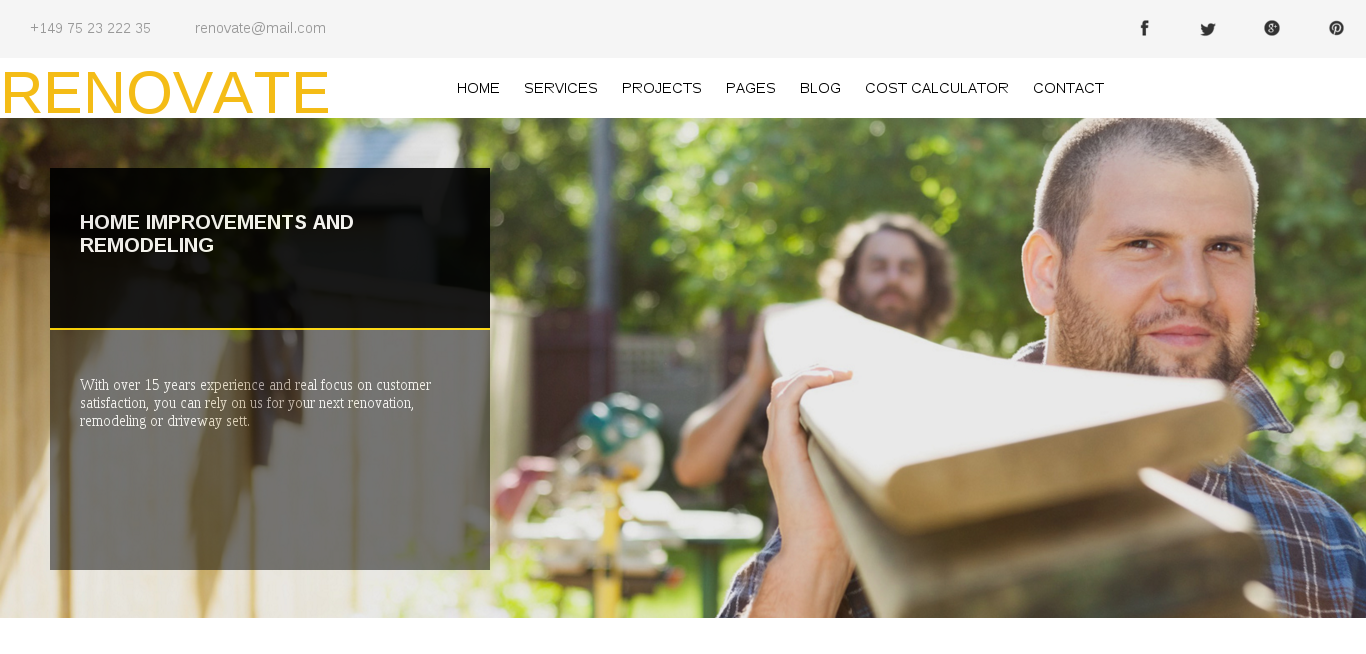 +149 75 23 222 35 renovate@mail.com
RENOVATE
HOME SERVICES PROJECTS PAGES BLOG COST CALCULATOR CONTACT
HOME IMPROVEMENTS AND
REMODELING
With over 15 years experience and real focus on customer
satisfaction, you can rely on us for your next renovation,
remodeling or driveway sett.